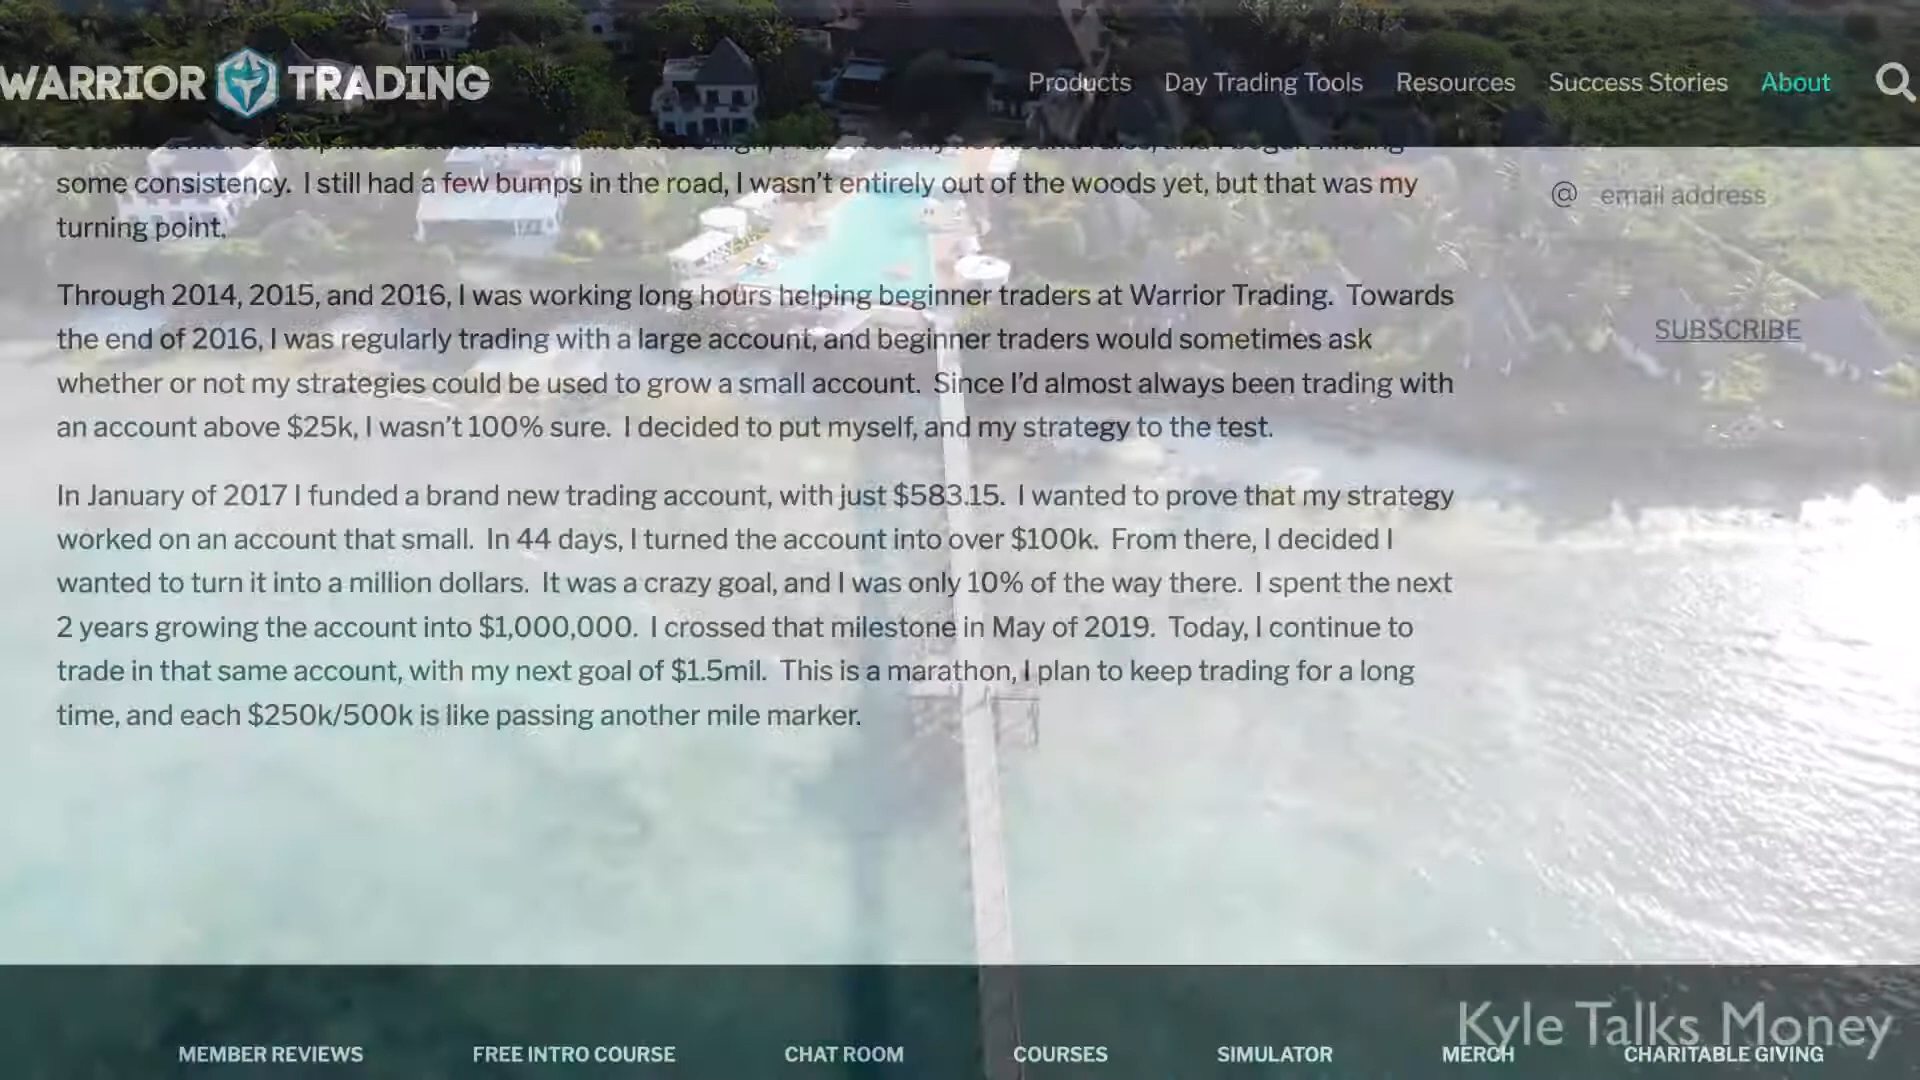 WARRIOR TRADING
Products Day Trading Tools Resources Success Stories About
some consistency. I still had a few bumps in the road, I wasn't entirely out of the woods yet, but that was my
turning point.
@ email address
SUBSCRIBE
Through 2014, 2015, and 2016, I was working long hours helping beginner traders at Warrior Trading. Towards
the end of 2016, I was regularly trading with a large account, and beginner traders would sometimes ask
whether or not my strategies could be used to grow a small account. Since I'd almost always been trading with
an account above $25k, I wasn't 100% sure. I decided to put myself, and my strategy to the test.
In January of 2017 I funded a brand new trading account, with just $583.15. I wanted to prove that my strategy
worked on an account that small. In 44 days, I turned the account into over $100k. From there, I decided I
wanted to turn it into a million dollars. It was a crazy goal, and I was only 10% of the way there. I spent the next
2 years growing the account into $1,000,000. I crossed that milestone in May of 2019. Today, I continue to
trade in that same account, with my next goal of $1.5mil. This is a marathon, I plan to keep trading for a long
time, and each $250k/500k is like passing another mile marker.
Kyle Talks Money
MEMBER REVIEWS FREE INTRO COURSE CHAT ROOM COURSES SIMULATOR MERCH CHARITABLE GIVING